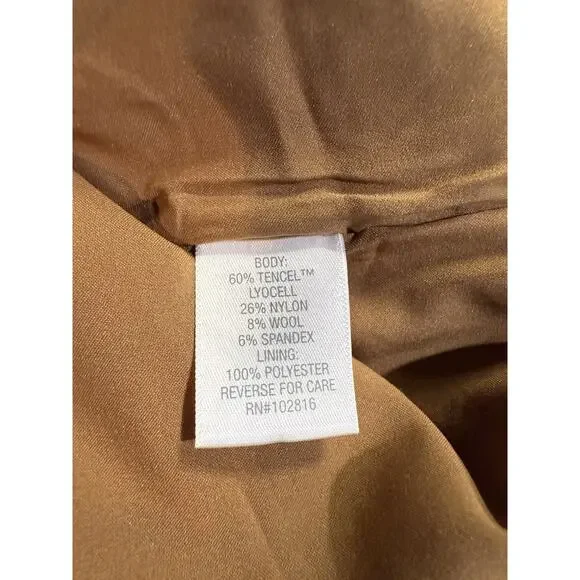 BODY:
60% TENCEL™
LYOCELL
26% NYLON
8% WOOL
6% SPANDEX
LINING:
100% POLYESTER
REVERSE FOR CARE
RN#102816